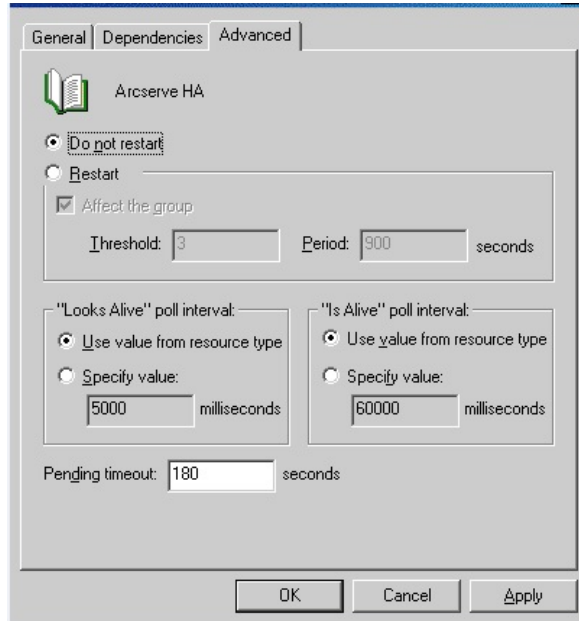 General Dependencies Advanced
Arcserve HA
Do not restart
Restart
Affect the group
Threshold: 3 Period: 900 seconds
"Looks Alive" poll interval:
Use value from resource type
Specify value:
5000 milliseconds
"Is Alive" poll interval:
Use value from resource type
Specify value:
60000 milliseconds
Pending timeout: 180 seconds
OK Cancel Apply